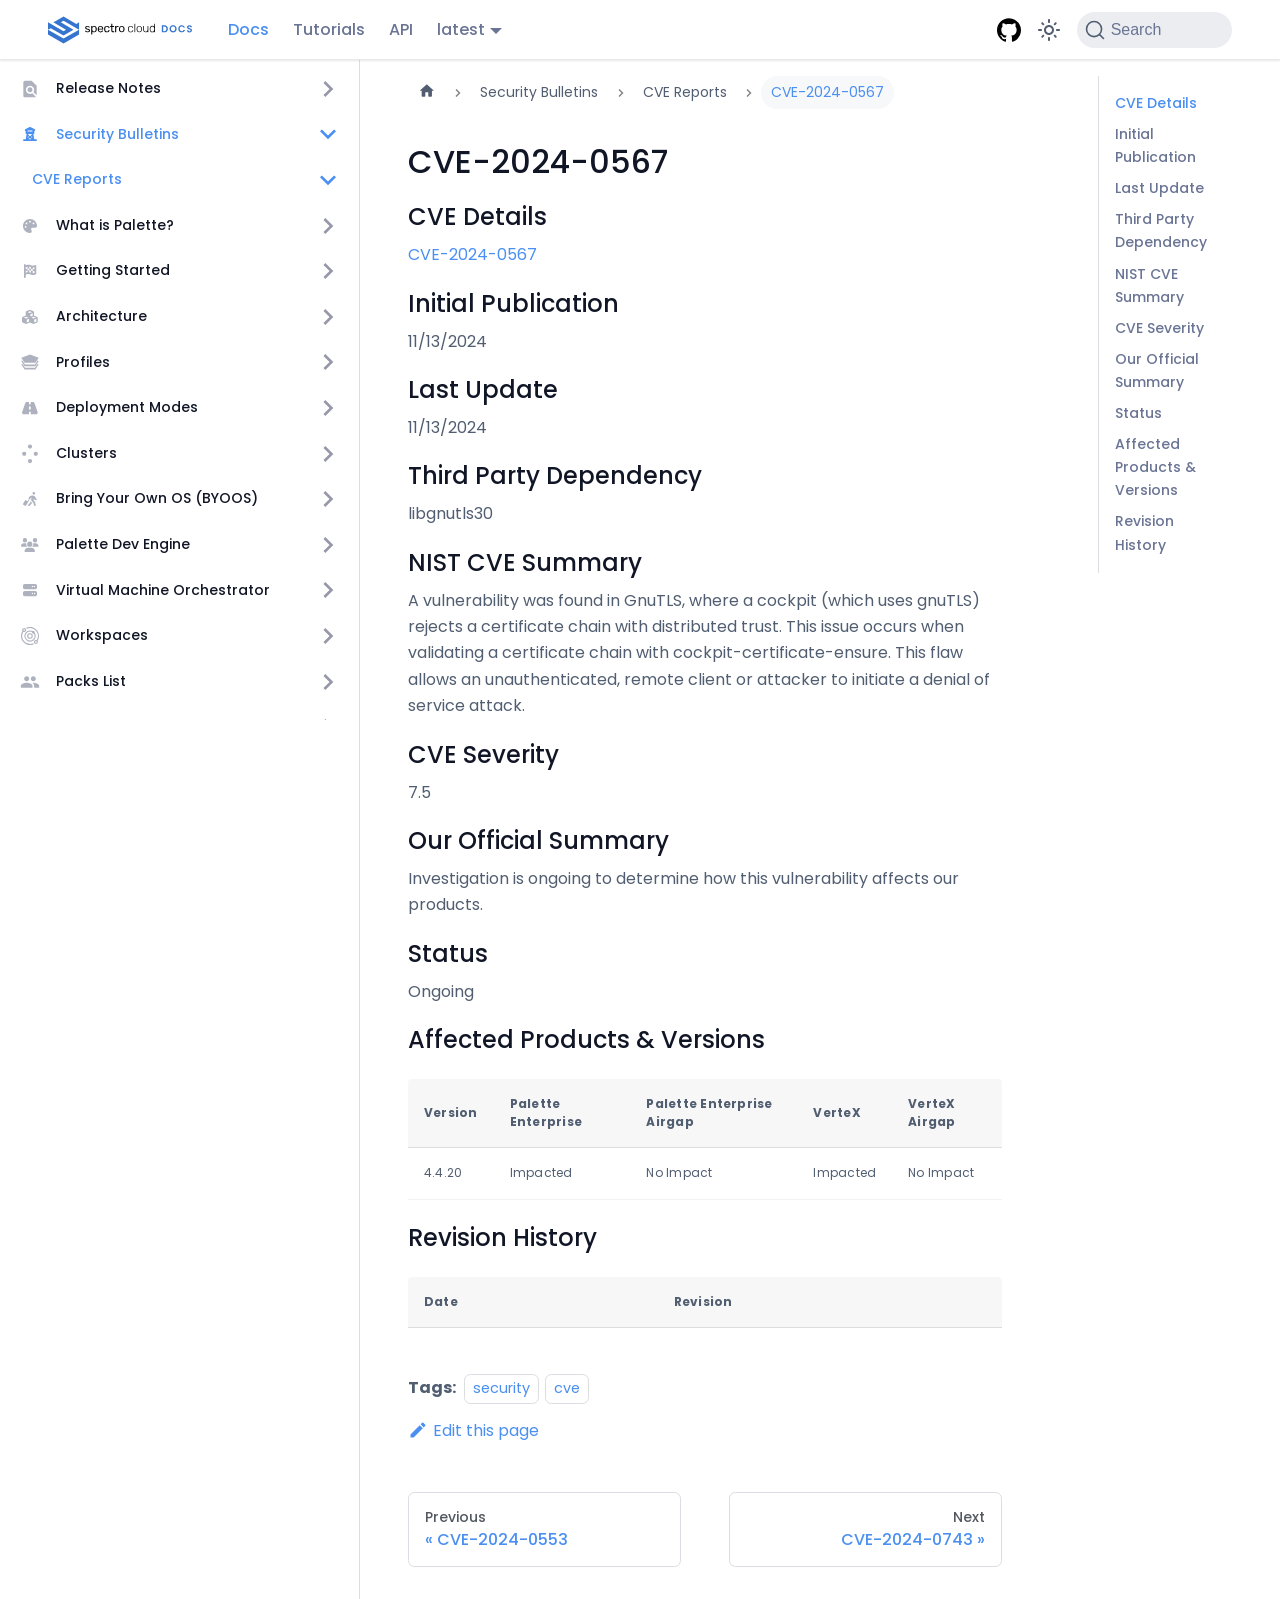 spectro cloud DOCS
Docs
Tutorials
API
latest
Search
Release Notes
Security Bulletins
CVE Reports
What is Palette?
Getting Started
Architecture
Profiles
Deployment Modes
Clusters
Bring Your Own OS (BYOOS)
Palette Dev Engine
Virtual Machine Orchestrator
Workspaces
Packs List
Security Bulletins
CVE Reports
CVE-2024-0567
CVE-2024-0567
CVE Details
CVE-2024-0567
Initial Publication
11/13/2024
Last Update
11/13/2024
Third Party Dependency
libgnutls30
NIST CVE Summary
A vulnerability was found in GnuTLS, where a cockpit (which uses gnuTLS)
rejects a certificate chain with distributed trust. This issue occurs when
validating a certificate chain with cockpit-certificate-ensure. This flaw
allows an unauthenticated, remote client or attacker to initiate a denial of
service attack.
CVE Severity
7.5
Our Official Summary
Investigation is ongoing to determine how this vulnerability affects our
products.
Status
Ongoing
Affected Products & Versions
Version
Palette
Enterprise
Palette Enterprise
Airgap
VerteX
VerteX
Airgap
4.4.20
Impacted
No Impact
Impacted
No Impact
Revision History
Date
Revision
Tags:
security
cve
Edit this page
Previous
« CVE-2024-0553
Next
CVE-2024-0743 »
CVE Details
Initial
Publication
Last Update
Third Party
Dependency
NIST CVE
Summary
CVE Severity
Our Official
Summary
Status
Affected
Products &
Versions
Revision
History